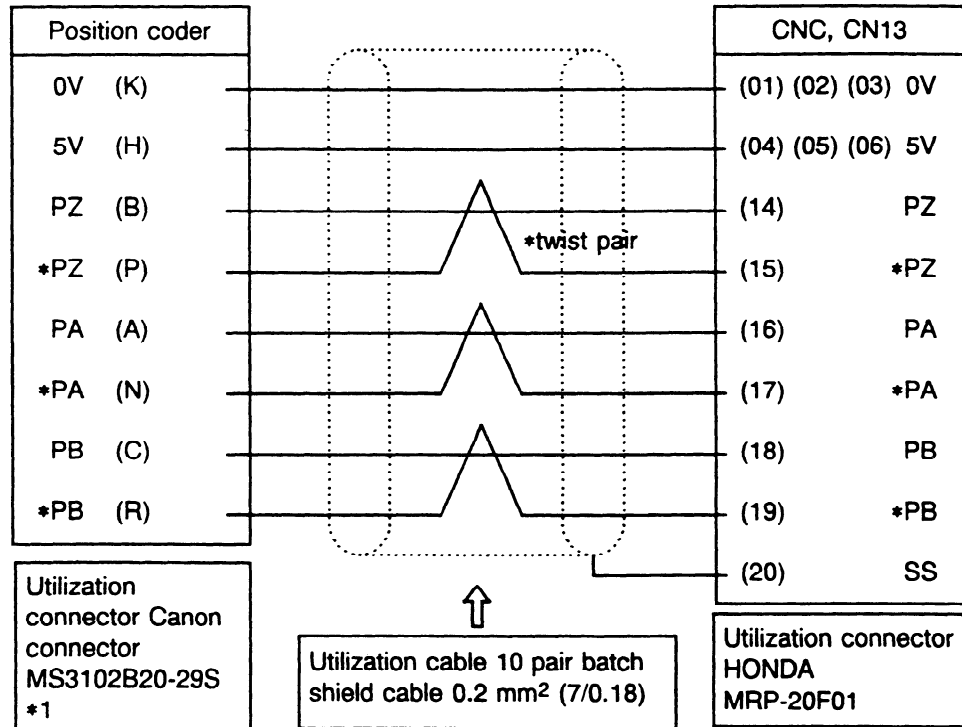 Position coder
CNC, CN13
0V (K)
(01) (02) (03) 0V
5V (H)
(04) (05) (06) 5V
PZ (B)
(14) PZ
*twist pair
*PZ (P)
(15) *PZ
PA (A)
(16) PA
*PA (N)
(17) *PA
PB (C)
(18) PB
*PB (R)
(19) *PB
(20) SS
Utilization
connector Canon
connector
MS3102B20-29S
*1
Utilization cable 10 pair batch
shield cable 0.2 mm² (7/0.18)
Utilization connector
HONDA
MRP-20F01